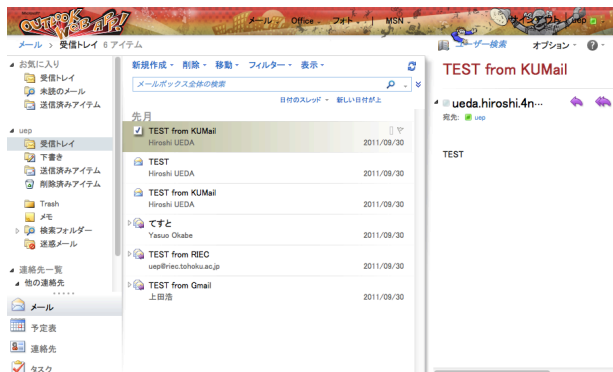 OUTLOOK WEB APP!
メール Office フォト MSN サインアウト uep
メール > 受信トレイ 6 アイテム
ユーザー検索 オプション ?
お気に入り
受信トレイ
未読のメール
送信済みアイテム
uep
受信トレイ
下書き
送信済みアイテム
削除済みアイテム
Trash
メモ
検索フォルダー
迷惑メール
連絡先一覧
他の連絡先
メール
予定表
連絡先
タスク
新規作成 削除 移動 フィルター 表示
メールボックス全体の検索
日付のスレッド 新しい日付が上
先月
TEST from KUMail
Hiroshi UEDA 2011/09/30
TEST
Hiroshi UEDA 2011/09/30
TEST from KUMail
Hiroshi UEDA 2011/09/30
てすと
Yasuo Okabe 2011/09/30
TEST from RIEC
uep@riec.tohoku.ac.jp 2011/09/30
TEST from Gmail
上田浩 2011/09/30
TEST from KUMail
ueda.hiroshi.4n…
宛先: uep
TEST